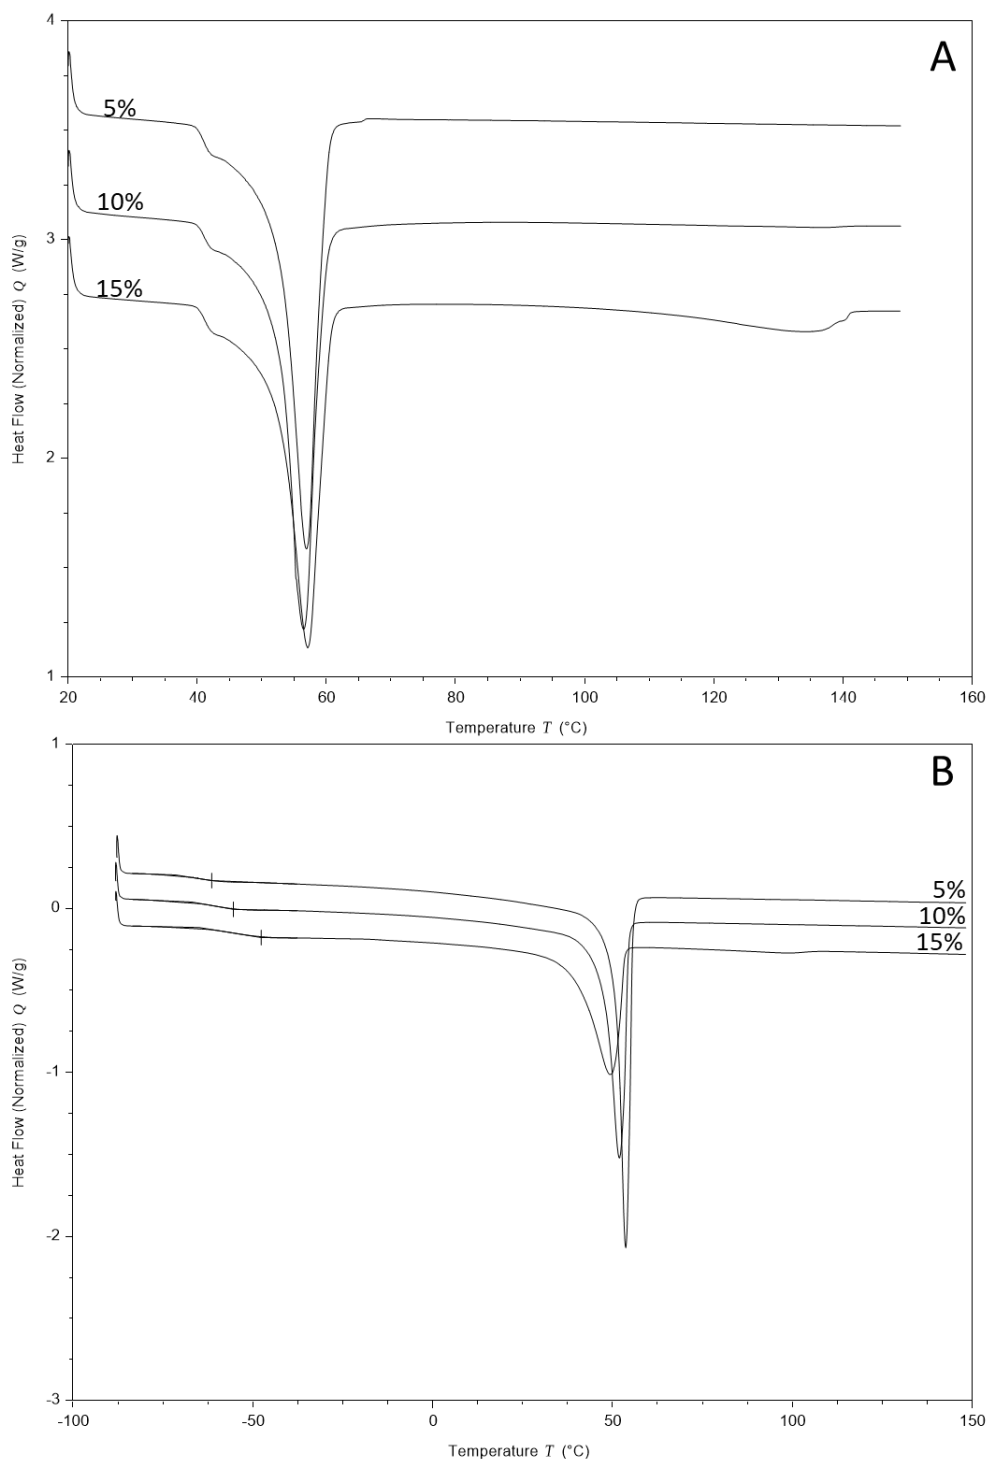 A
4
5%
10%
3
15%
Heat Flow (Normalized) Q (W/g)
2
1
20 40 60 80 100 120 140 160
Temperature T (°C)
1
B
5%
0
10%
15%
Heat Flow (Normalized) Q (W/g)
-1
-2
-3
-100 -50 0 50 100 150
Temperature T (°C)